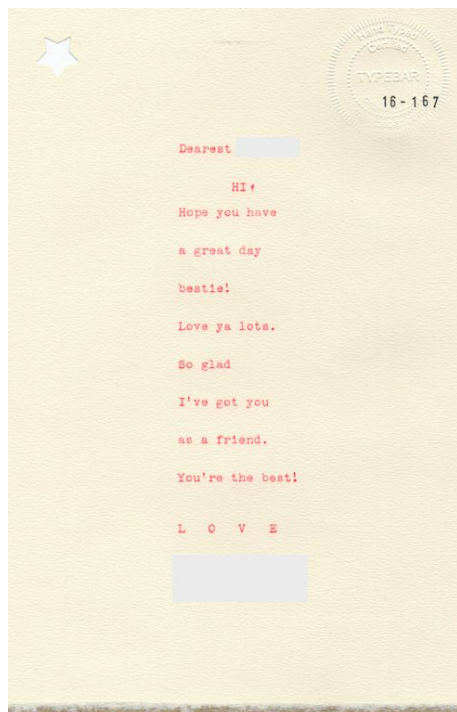 Hand Typed
Certified
TYPEBAR
16-167
Dearest
HI!
Hope you have
a great day
bestie!
Love ya lots.
So glad
I've got you
as a friend.
You're the best!
L O V E